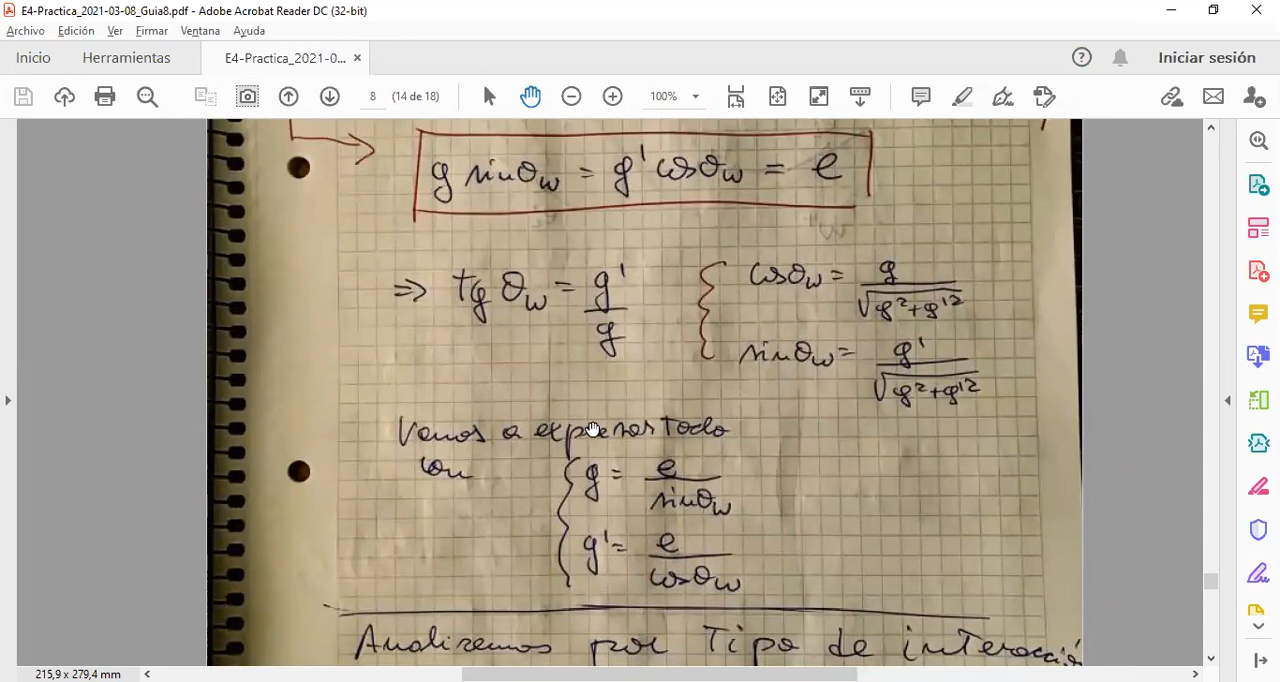 E4-Practica_2021-03-08_Guia8.pdf - Adobe Acrobat Reader DC (32-bit)
Archivo Edición Ver Firmar Ventana Ayuda
Inicio Herramientas E4-Practica_2021-0... × Iniciar sesión
8 (14 de 18) 100%
g sinθw = g' cosθw = e
⇒ tg θw = g'/g
cosθw = g/√(g²+g'²)
sinθw = g'/√(g²+g'²)
Vamos a expresar todo
con
g = e/sinθw
g' = e/cosθw
Analizemos por Tipo de interacción
215,9 x 279,4 mm